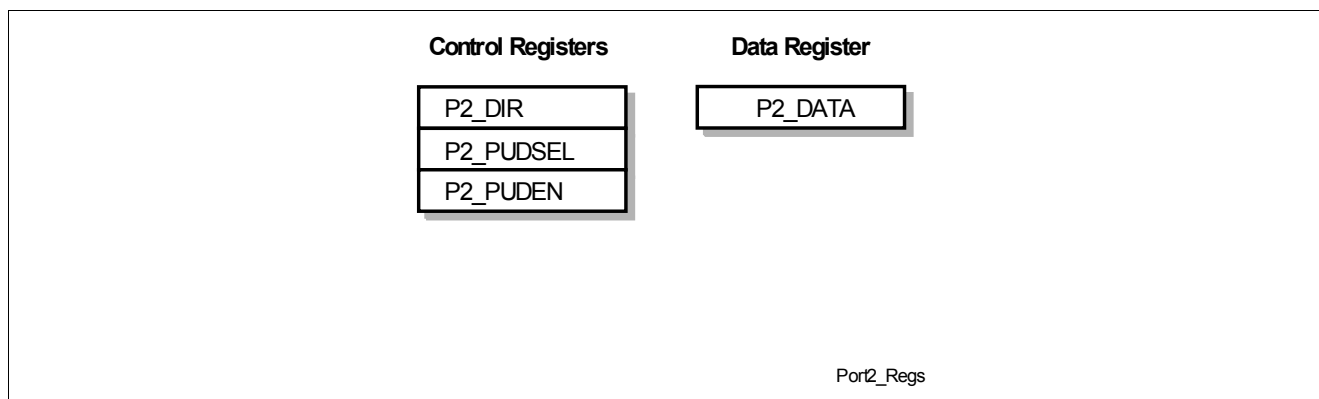 Control Registers
Data Register
P2_DIR
P2_DATA
P2_PUDSEL
P2_PUDEN
Port2_Regs